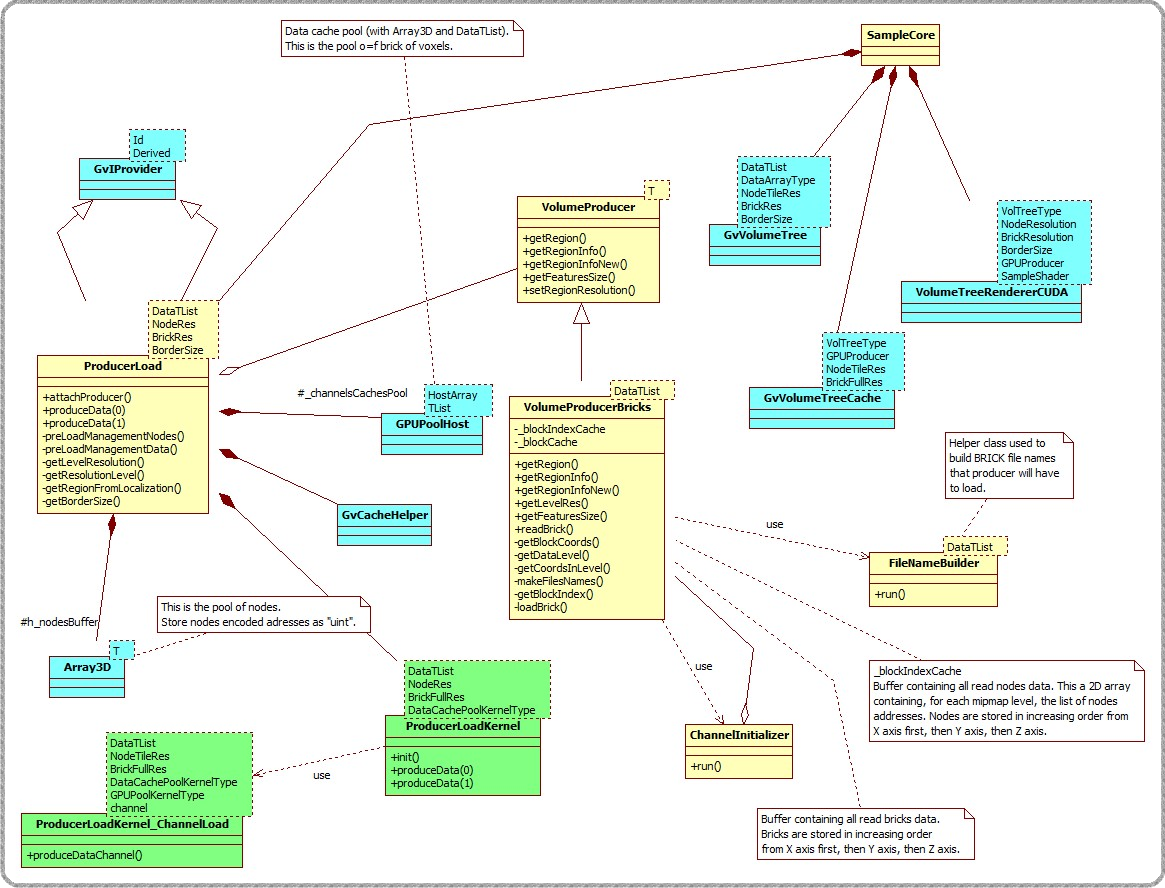 Data cache pool (with Array3D and DataTList).
This is the pool o=f brick of voxels.
SampleCore
Id
Derived
GvIProvider
DataTList
DataArrayType
NodeTileRes
BrickRes
BorderSize
GvVolumeTree
T
VolumeProducer
+getRegion()
+getRegionInfo()
+getRegionInfoNew()
+getFeaturesSize()
+setRegionResolution()
VolTreeType
NodeResolution
BrickResolution
BorderSize
GPUProducer
SampleShader
VolumeTreeRendererCUDA
DataTList
NodeRes
BrickRes
BorderSize
ProducerLoad
+attachProducer()
+produceData(0)
+produceData(1)
-preLoadManagementNodes()
-preLoadManagementData()
-getLevelResolution()
-getResolutionLevel()
-getRegionFromLocalization()
-getBorderSize()
VolTreeType
GPUProducer
NodeTileRes
BrickFullRes
GvVolumeTreeCache
#_channelsCachesPool
HostArray
TList
GPUPoolHost
DataTList
VolumeProducerBricks
-_blockIndexCache
-_blockCache
+getRegion()
+getRegionInfo()
+getRegionInfoNew()
+getLevelRes()
+getFeaturesSize()
+readBrick()
-getBlockCoords()
-getDataLevel()
-getCoordsInLevel()
-makeFilesNames()
-getBlockIndex()
-loadBrick()
Helper class used to
build BRICK file names
that producer will have
to load.
GvCacheHelper
use
DataTList
FileNameBuilder
+run()
This is the pool of nodes.
Store nodes encoded adresses as "uint".
#h_nodesBuffer
T
Array3D
use
_blockIndexCache
Buffer containing all read nodes data. This a 2D array
containing, for each mipmap level, the list of nodes
addresses. Nodes are stored in increasing order from
X axis first, then Y axis, then Z axis.
DataTList
NodeRes
BrickFullRes
DataCachePoolKernelType
ProducerLoadKernel
+init()
+produceData(0)
+produceData(1)
ChannelInitializer
+run()
use
DataTList
NodeTileRes
BrickFullRes
DataCachePoolKernelType
GPUPoolKernelType
channel
ProducerLoadKernel_ChannelLoad
+produceDataChannel()
Buffer containing all read bricks data.
Bricks are stored in increasing order
from X axis first, then Y axis, then Z axis.